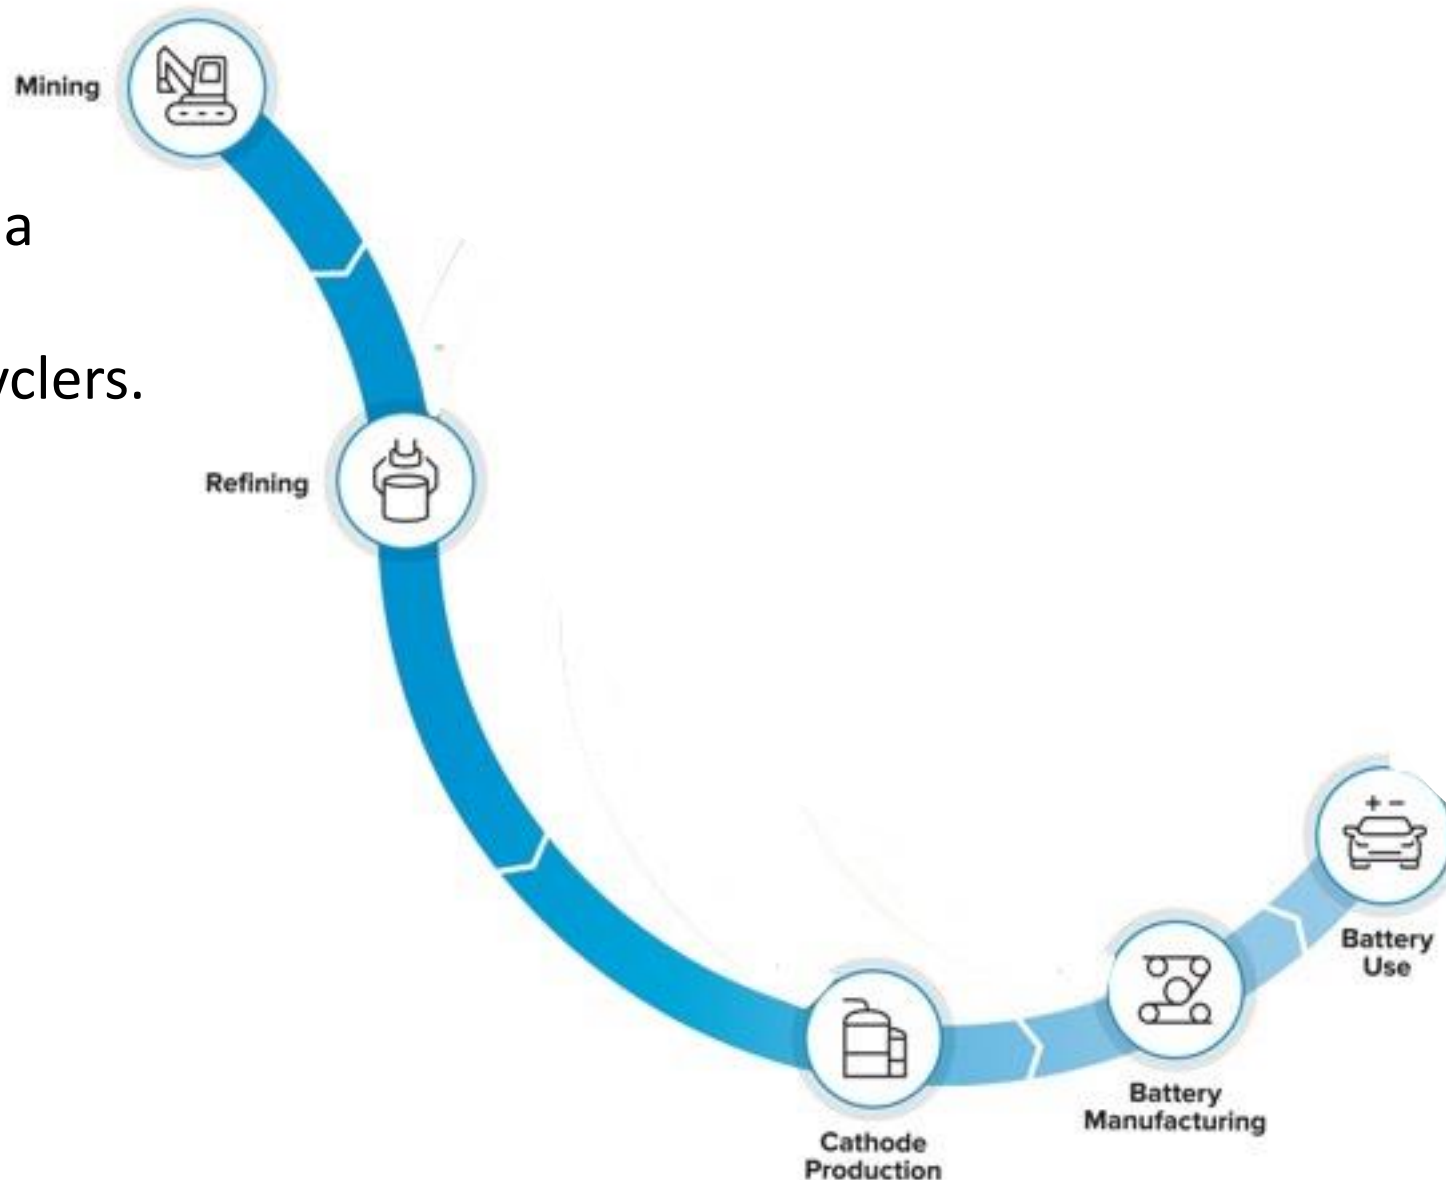 Mining
a
yclers.
Refining
Battery
Use
Battery
Manufacturing
Cathode
Production